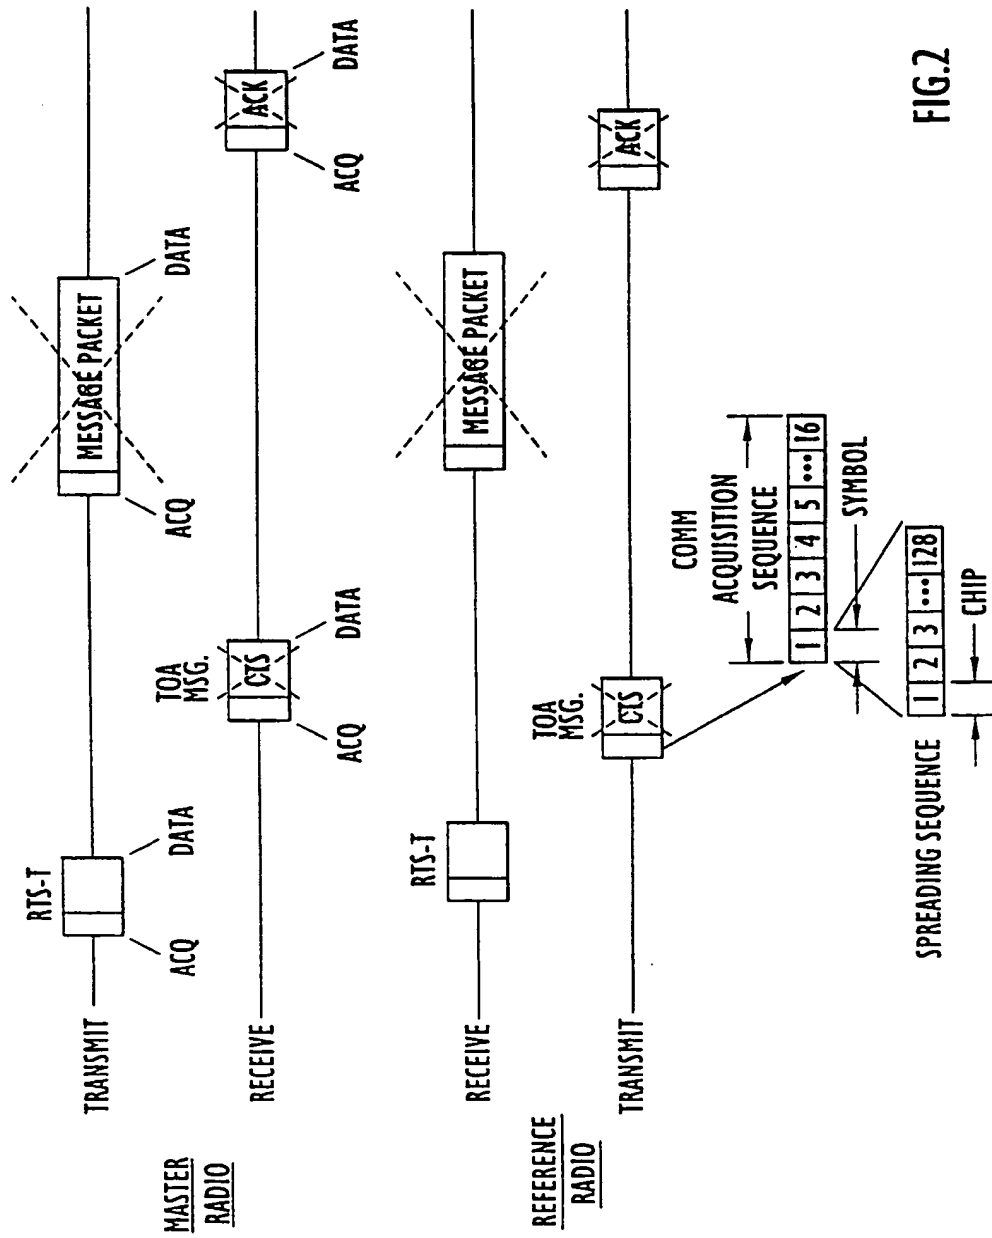 MASTER
RADIO
TRANSMIT
RTS-T
ACQ
DATA
ACQ
MESSAGE PACKET
DATA
RECEIVE
TOA
MSG.
CTS
ACQ
DATA
ACK
ACQ
DATA
REFERENCE
RADIO
RECEIVE
RTS-T
MESSAGE PACKET
TRANSMIT
TOA
MSG.
CTS
ACK
COMM
ACQUISITION
SEQUENCE
1 2 3 4 5 ••• 16
SYMBOL
1 2 3 ••• 128
SPREADING SEQUENCE
CHIP
FIG.2